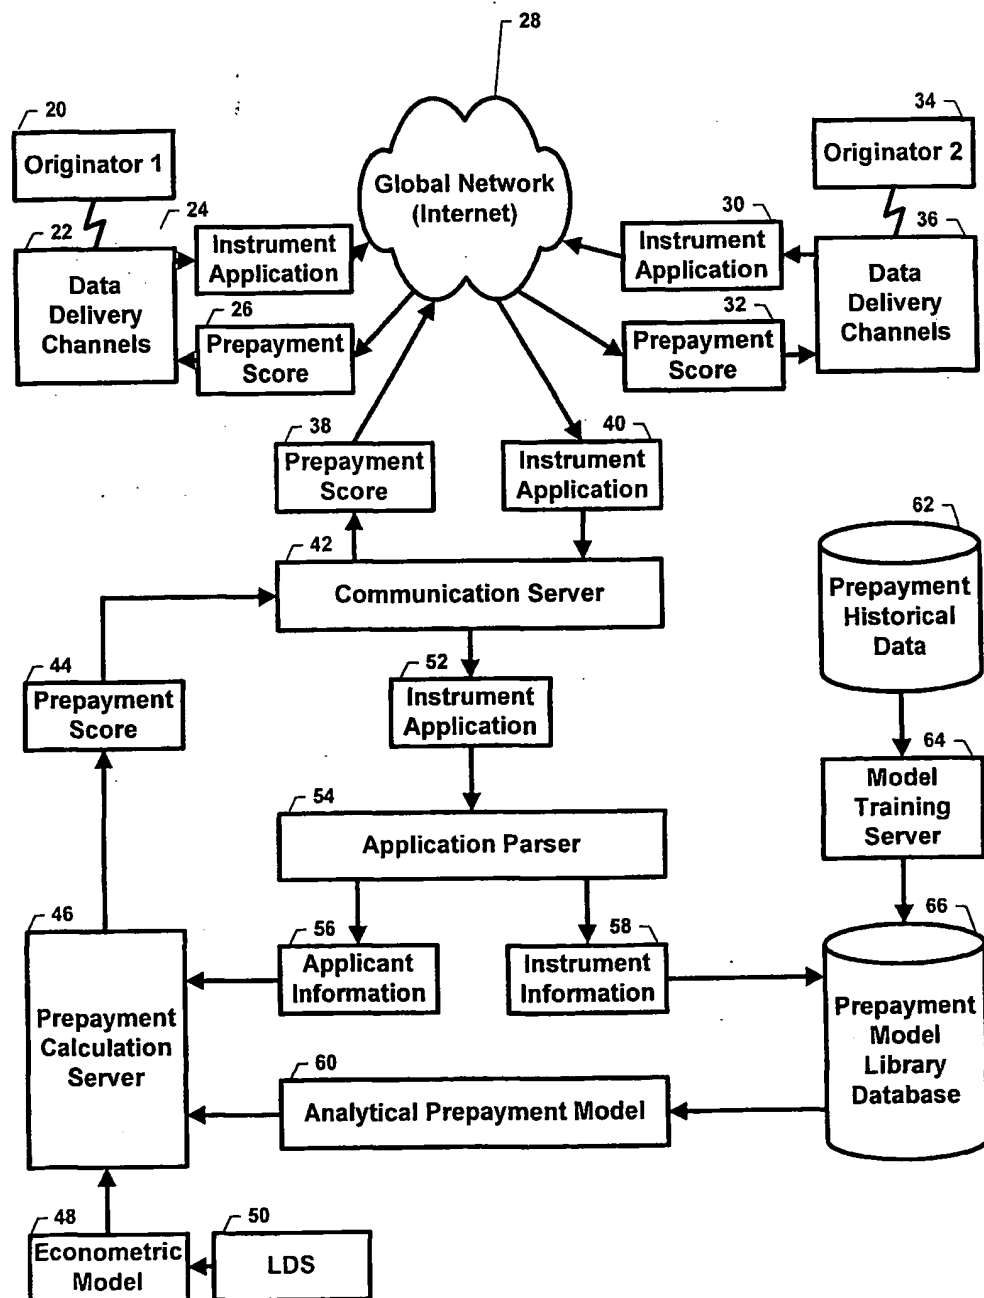 28
20
Originator 1
34
Originator 2
Global Network
(Internet)
22
Data
Delivery
Channels
24
Instrument
Application
26
Prepayment
Score
30
Instrument
Application
32
Prepayment
Score
36
Data
Delivery
Channels
38
Prepayment
Score
40
Instrument
Application
42
Communication Server
62
Prepayment
Historical
Data
44
Prepayment
Score
52
Instrument
Application
64
Model
Training
Server
54
Application Parser
46
Prepayment
Calculation
Server
56
Applicant
Information
58
Instrument
Information
66
Prepayment
Model
Library
Database
60
Analytical Prepayment Model
48
Econometric
Model
50
LDS